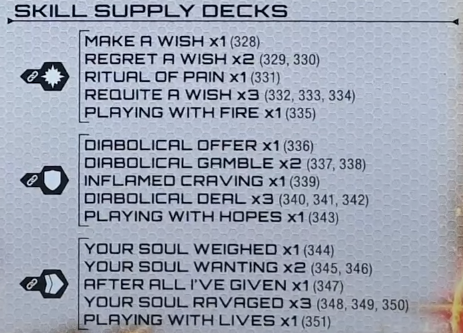 SKILL SUPPLY DECKS
MAKE A WISH x1 (328)
REGRET A WISH x2 (329, 330)
RITUAL OF PAIN x1 (331)
REQUITE A WISH x3 (332, 333, 334)
PLAYING WITH FIRE x1 (335)
DIABOLICAL OFFER x1 (336)
DIABOLICAL GAMBLE x2 (337, 338)
INFLAMED CRAVING x1 (339)
DIABOLICAL DEAL x3 (340, 341, 342)
PLAYING WITH HOPES x1 (343)
YOUR SOUL WEIGHED x1 (344)
YOUR SOUL WANTING x2 (345, 346)
AFTER ALL I'VE GIVEN x1 (347)
YOUR SOUL RAVAGED x3 (348, 349, 350)
PLAYING WITH LIVES x1 (351)